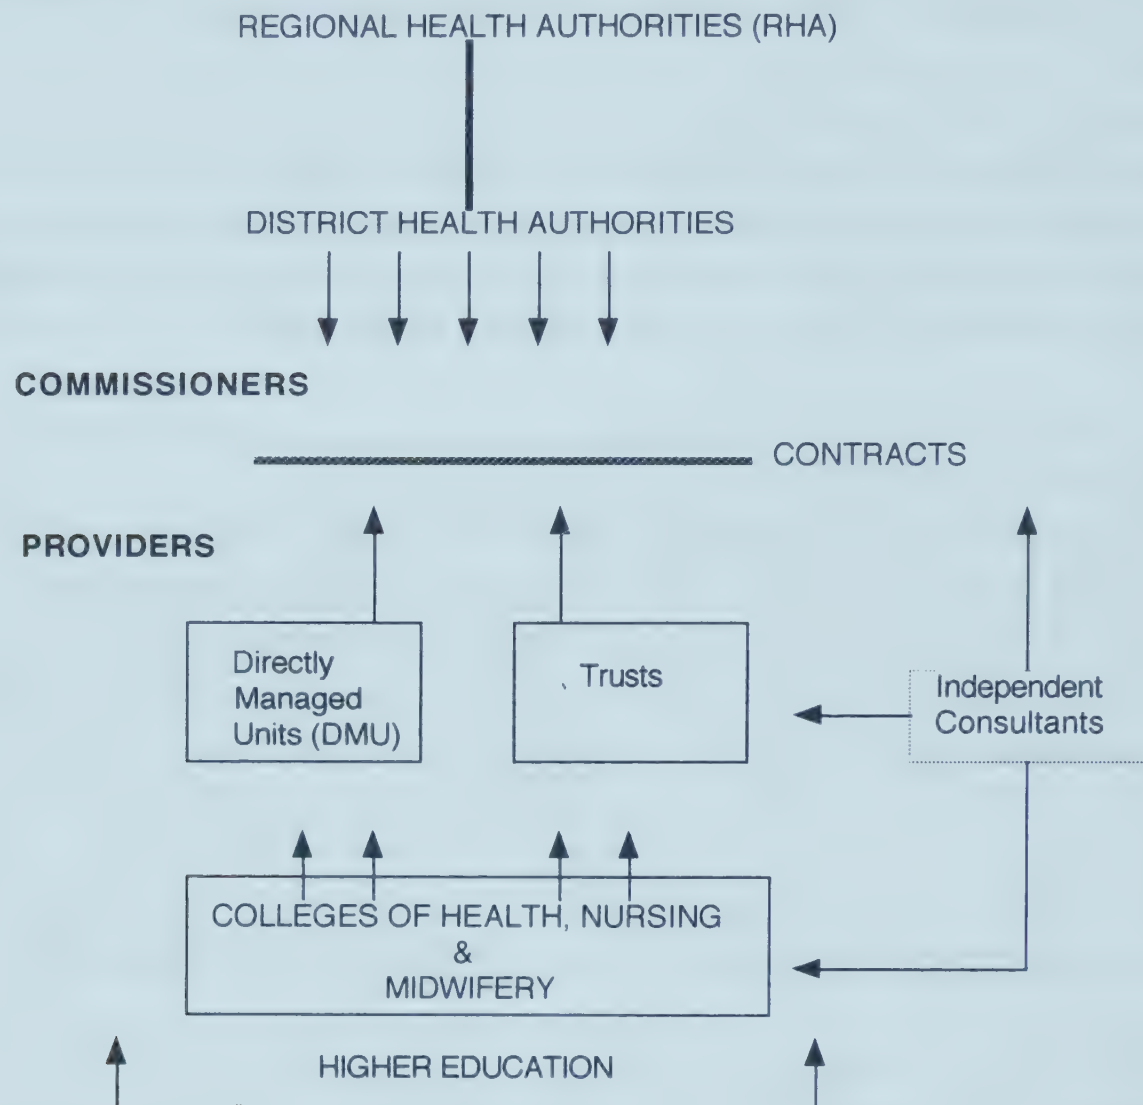 REGIONAL HEALTH AUTHORITIES (RHA)
DISTRICT HEALTH AUTHORITIES
COMMISSIONERS
CONTRACTS
PROVIDERS
Directly
Managed
Units (DMU)
Trusts
Independent
Consultants
COLLEGES OF HEALTH, NURSING
&
MIDWIFERY
HIGHER EDUCATION